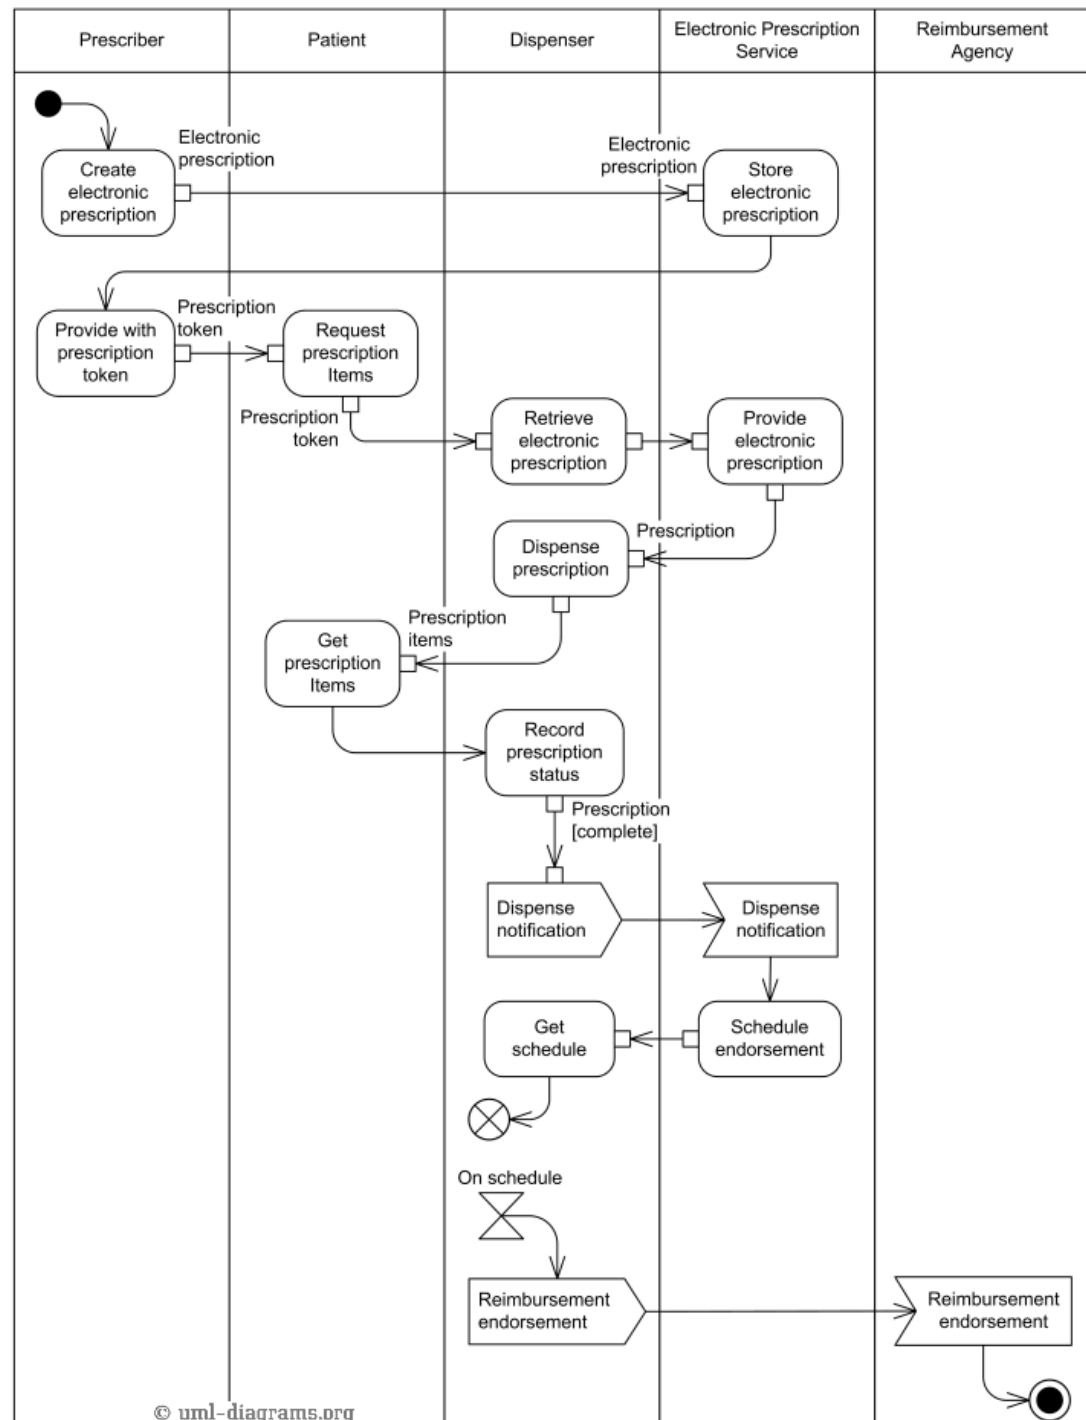 Prescriber
Patient
Dispenser
Electronic Prescription
Service
Reimbursement
Agency
Electronic
prescription
Create
electronic
prescription
Electronic
prescription
Store
electronic
prescription
Provide with
prescription
token
Prescription
token
Request
prescription
Items
Prescription
token
Retrieve
electronic
prescription
Provide
electronic
prescription
Prescription
Dispense
prescription
Prescription
items
Get
prescription
Items
Record
prescription
status
Prescription
[complete]
Dispense
notification
Dispense
notification
Get
schedule
Schedule
endorsement
On schedule
Reimbursement
endorsement
Reimbursement
endorsement
© uml-diagrams.org